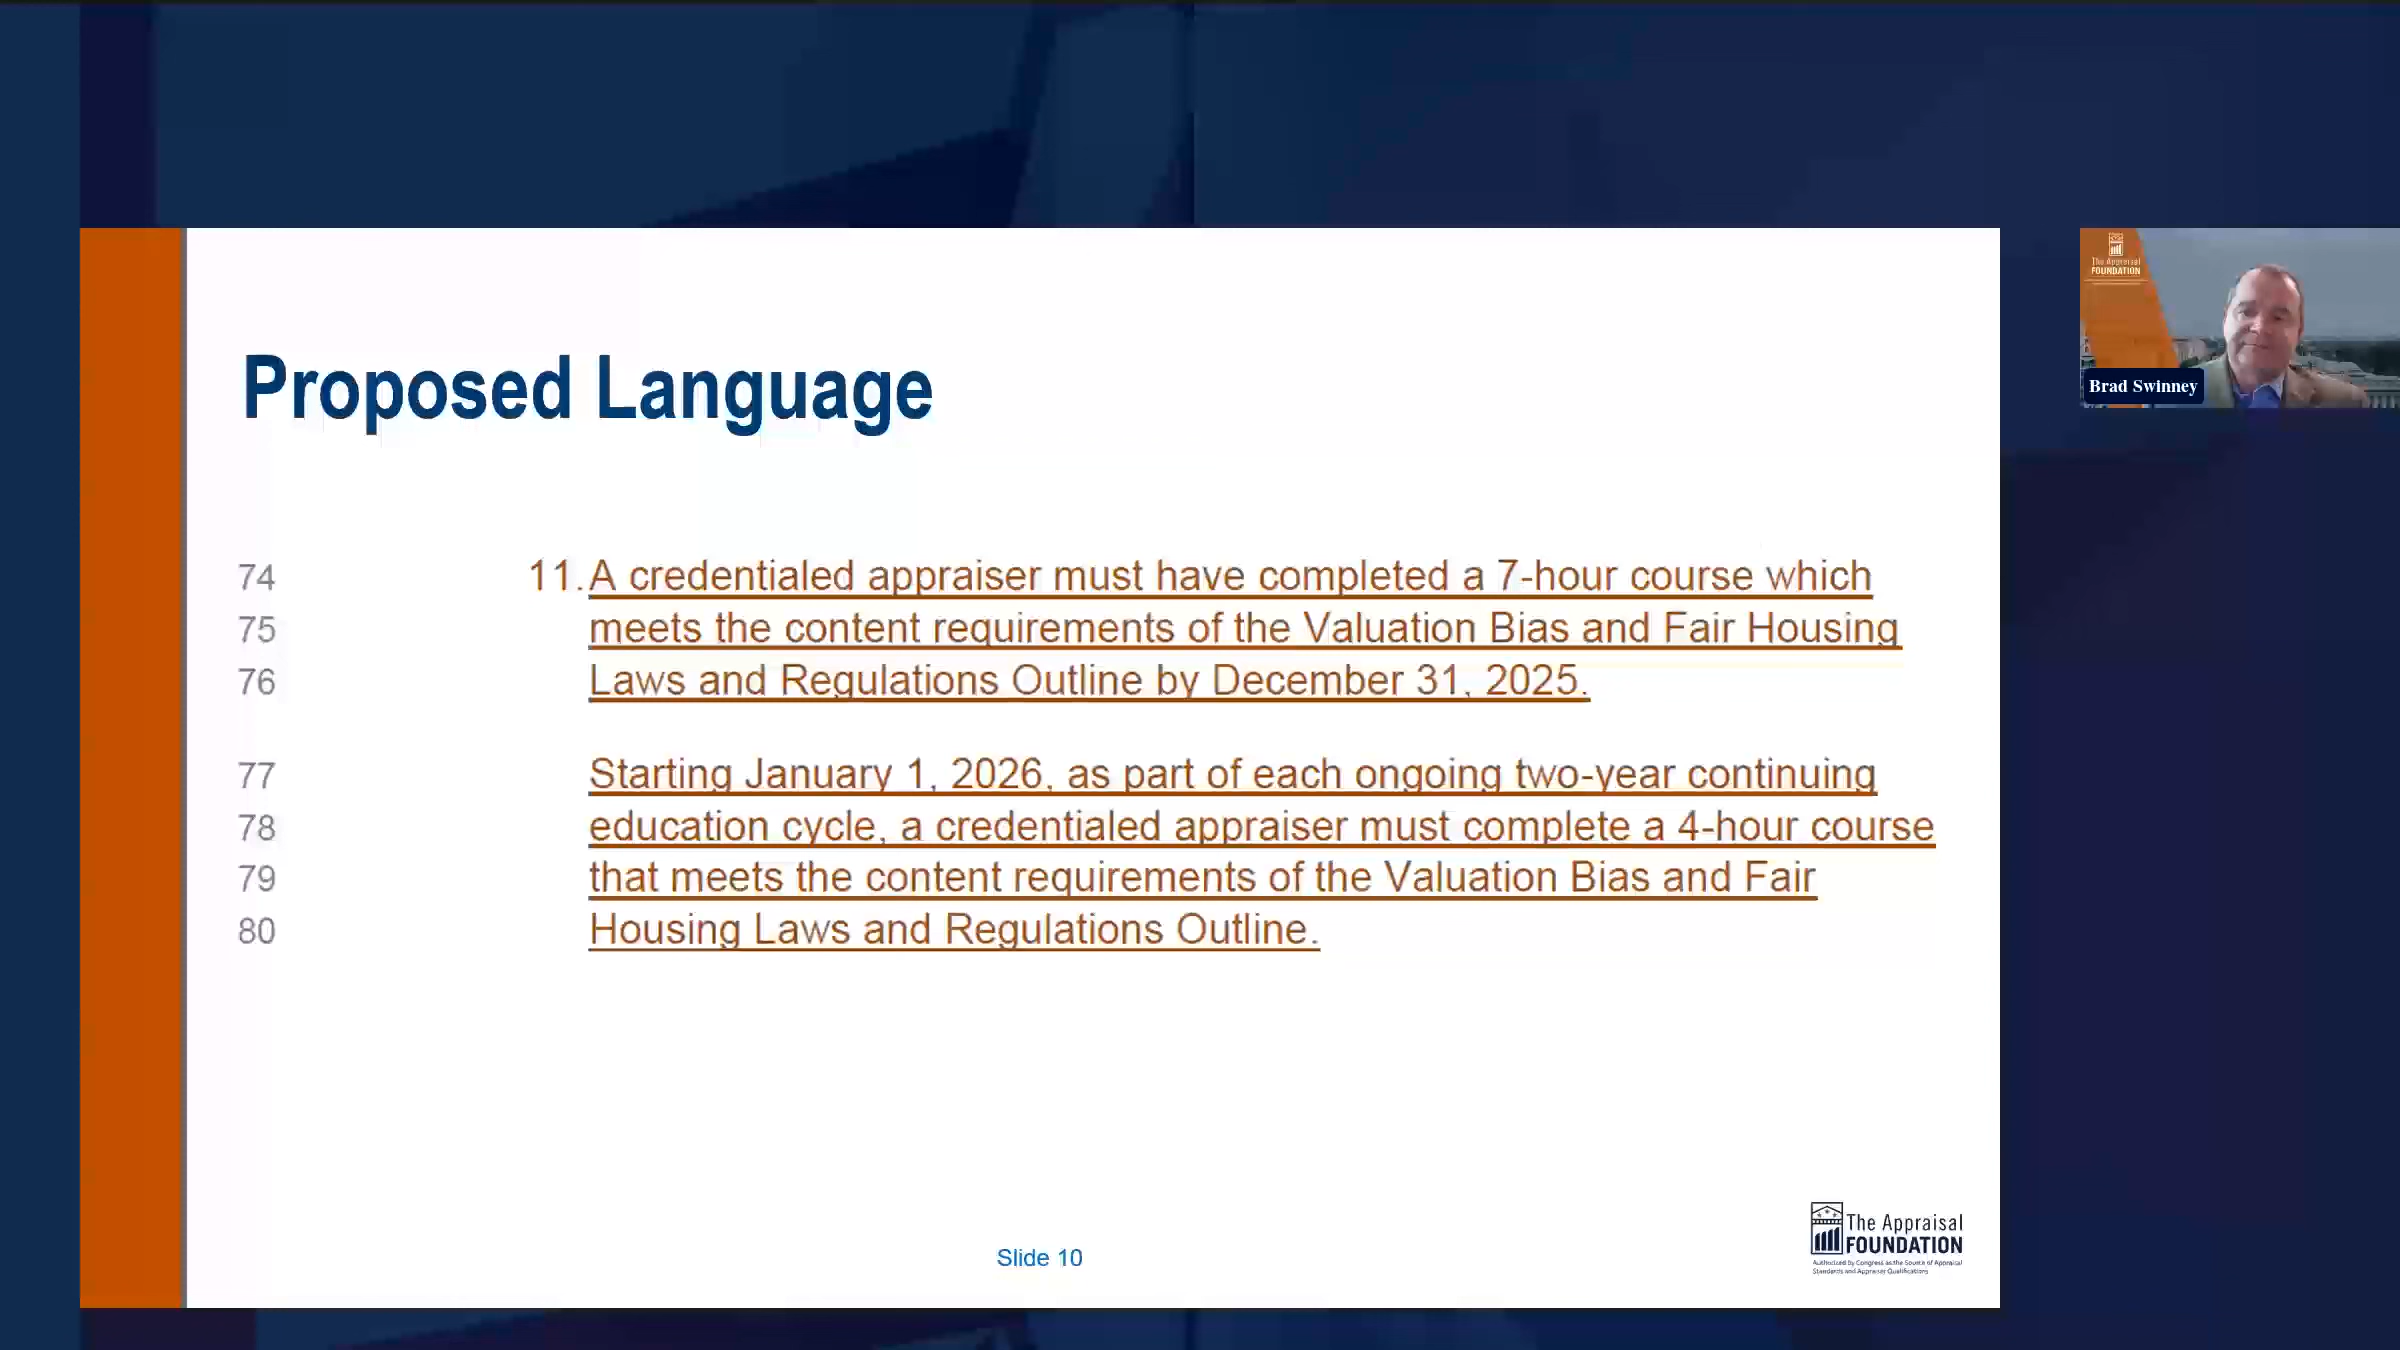 The Appraisal
FOUNDATION
Brad Swinney
Proposed Language
74 11. A credentialed appraiser must have completed a 7-hour course which
75 meets the content requirements of the Valuation Bias and Fair Housing
76 Laws and Regulations Outline by December 31, 2025.
77 Starting January 1, 2026, as part of each ongoing two-year continuing
78 education cycle, a credentialed appraiser must complete a 4-hour course
79 that meets the content requirements of the Valuation Bias and Fair
80 Housing Laws and Regulations Outline.
Slide 10
The Appraisal
FOUNDATION
Authorized by Congress as the Source of Appraisal
Standards and Appraiser Qualifications